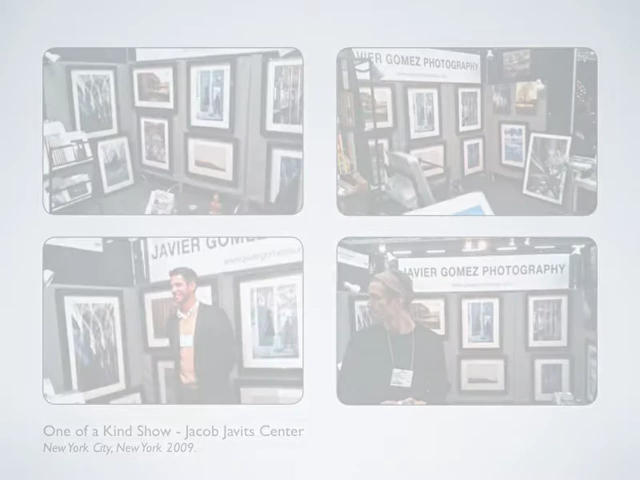 VIER GOMEZ PHOTOGRAPHY
JAVIER GOMEZ
JAVIER GOMEZ PHOTOGRAPHY
One of a Kind Show - Jacob Javits Center
New York City, New York 2009.